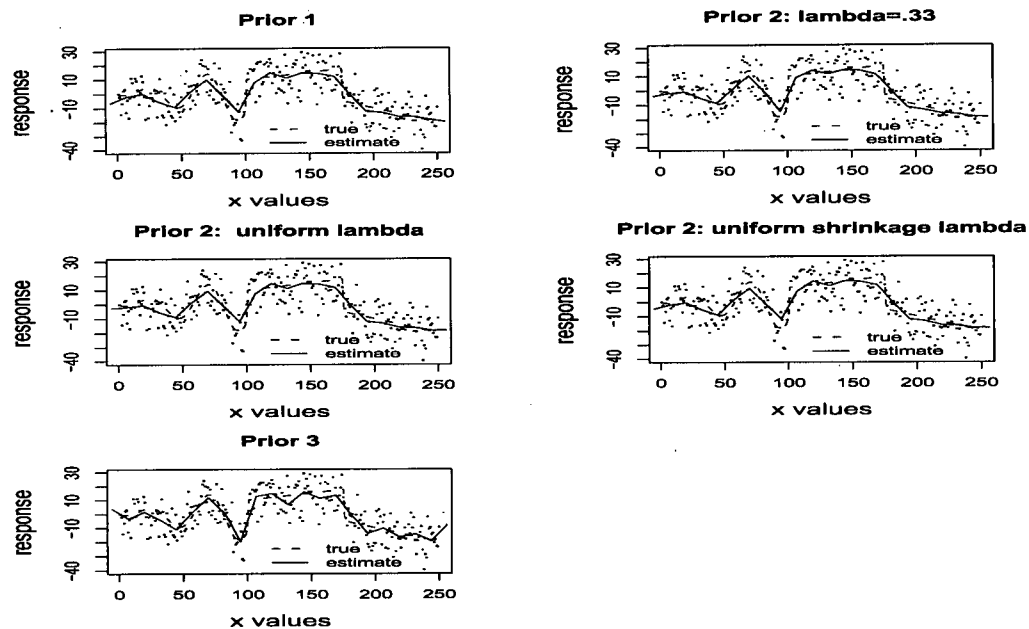 Prior 1
response
30
10
-10
-40
true
estimate
0 50 100 150 200 250
x values
Prior 2: lambda=.33
response
30
10
-10
-40
true
estimate
0 50 100 150 200 250
x values
Prior 2: uniform lambda
response
30
10
-10
-40
true
estimate
0 50 100 150 200 250
x values
Prior 2: uniform shrinkage lambda
response
30
10
-10
-40
true
estimate
0 50 100 150 200 250
x values
Prior 3
response
30
10
-10
-40
true
estimate
0 50 100 150 200 250
x values